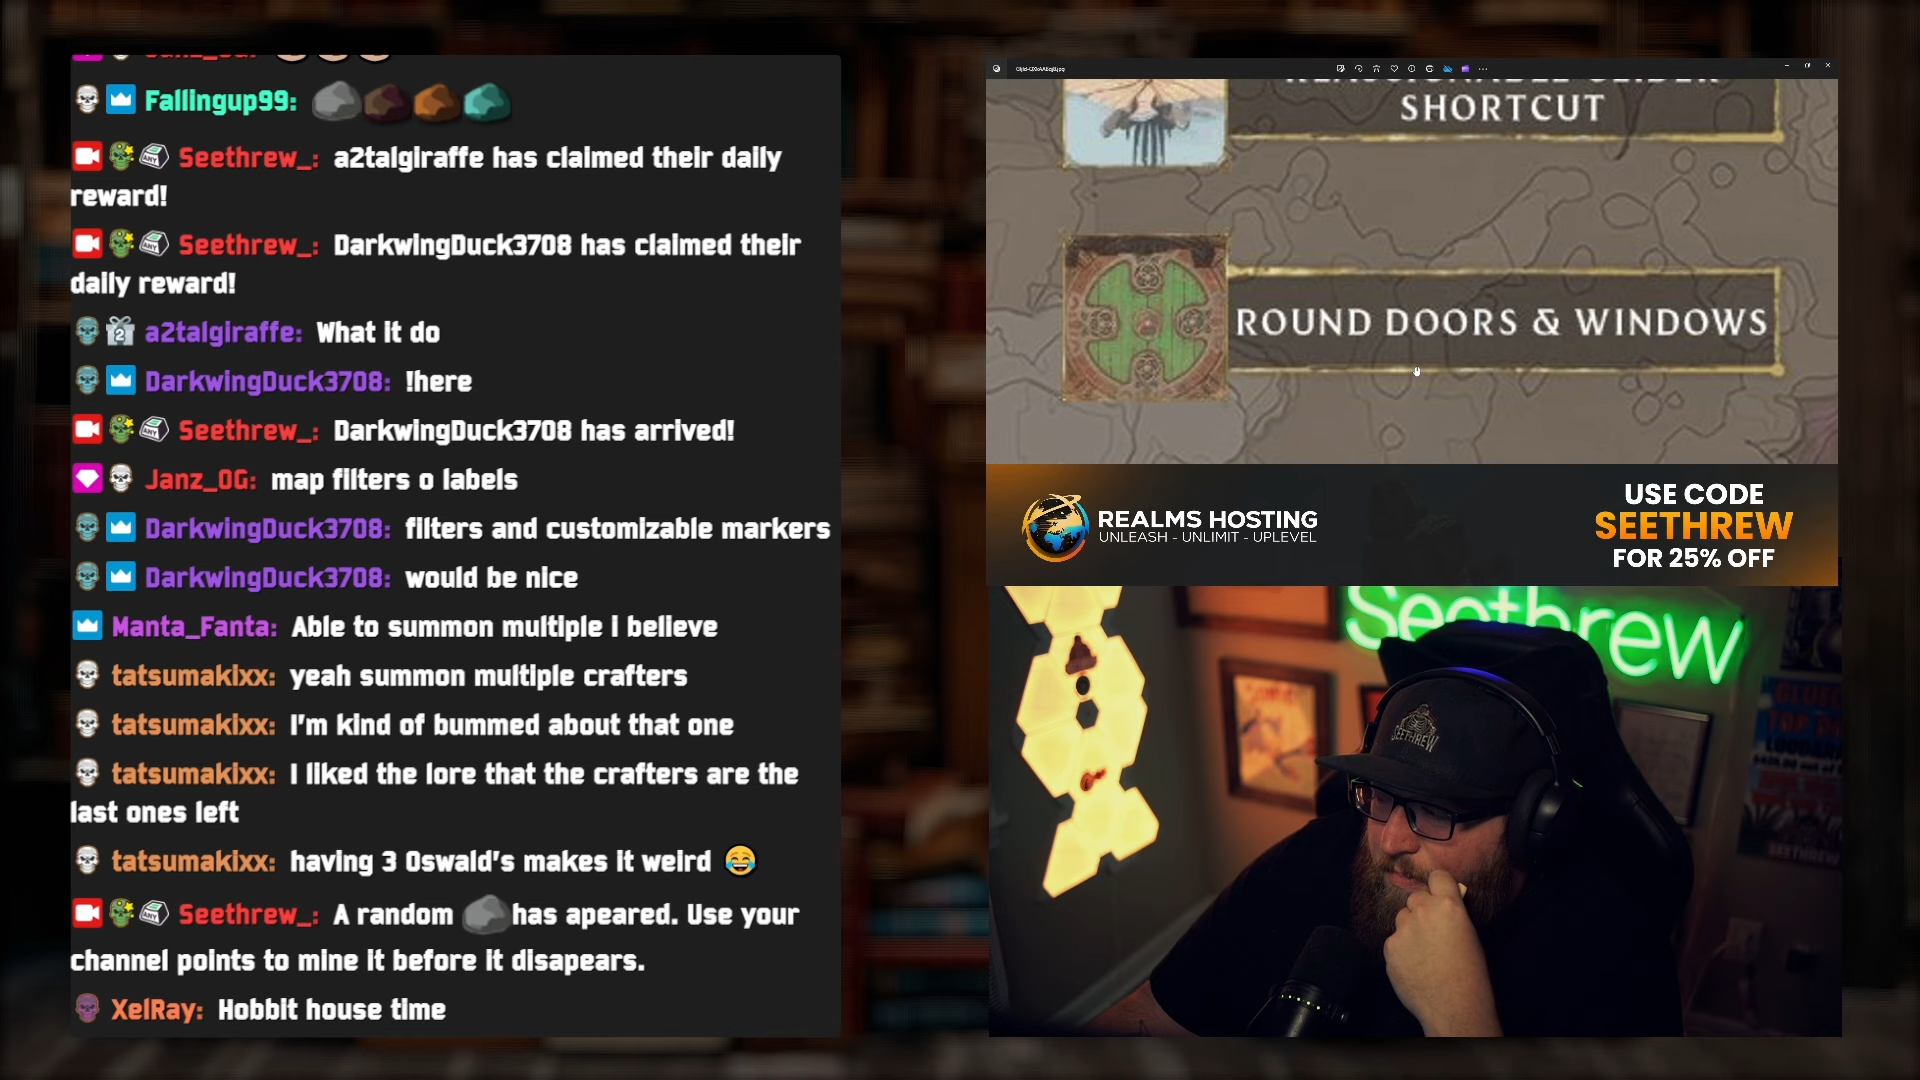 Fallingup99:
Seethrew_: a2talgiraffe has claimed their daily
reward!
Seethrew_: DarkwingDuck3708 has claimed their
daily reward!
a2talgiraffe: What it do
DarkwingDuck3708: !here
Seethrew_: DarkwingDuck3708 has arrived!
Janz_OG: map filters o labels
DarkwingDuck3708: filters and customizable markers
DarkwingDuck3708: would be nice
Manta_Fanta: Able to summon multiple I believe
tatsumakixx: yeah summon multiple crafters
tatsumakixx: I'm kind of bummed about that one
tatsumakixx: I liked the lore that the crafters are the
last ones left
tatsumakixx: having 3 Oswald's makes it weird 😂
Seethrew_: A random has apeared. Use your
channel points to mine it before it disapears.
XelRay: Hobbit house time
SHORTCUT
ROUND DOORS & WINDOWS
REALMS HOSTING
UNLEASH - UNLIMIT - UPLEVEL
USE CODE
SEETHREW
FOR 25% OFF
Seethrew
SEETHREW